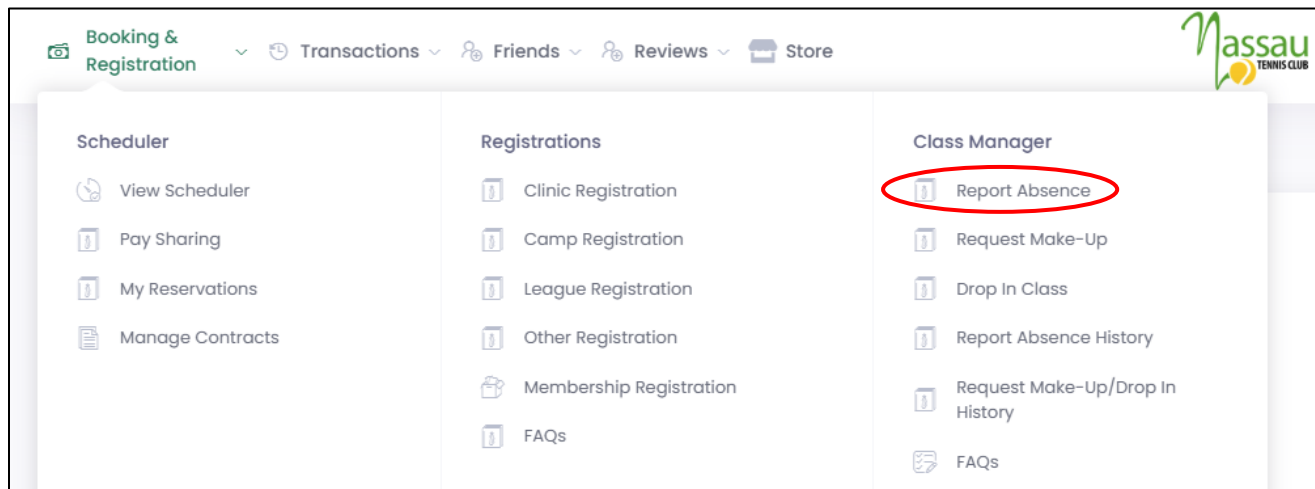 Booking &
Registration
Transactions
Friends
Reviews
Store
Nassau
TENNIS CLUB
Scheduler
View Scheduler
Pay Sharing
My Reservations
Manage Contracts
Registrations
Clinic Registration
Camp Registration
League Registration
Other Registration
Membership Registration
FAQs
Class Manager
Report Absence
Request Make-Up
Drop In Class
Report Absence History
Request Make-Up/Drop In
History
FAQs